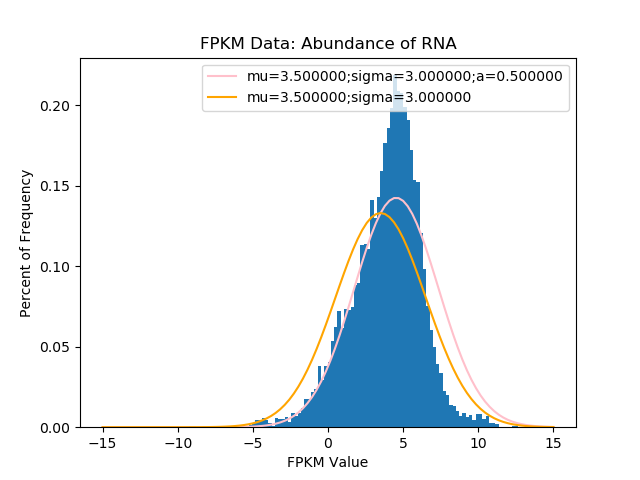 FPKM Data: Abundance of RNA
mu=3.500000;sigma=3.000000;a=0.500000
mu=3.500000;sigma=3.000000
Percent of Frequency
0.20
0.15
0.10
0.05
0.00
−15 −10 −5 0 5 10 15
FPKM Value